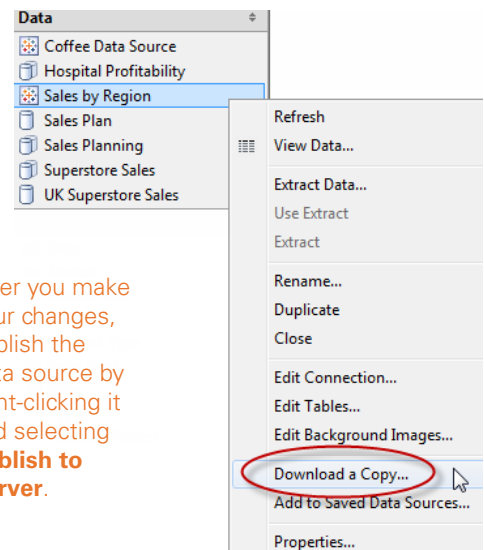 Data
Coffee Data Source
Hospital Profitability
Sales by Region
Sales Plan
Sales Planning
Superstore Sales
UK Superstore Sales
Refresh
View Data...
Extract Data...
Use Extract
Extract
Rename...
Duplicate
Close
Edit Connection...
Edit Tables...
Edit Background Images...
Download a Copy...
Add to Saved Data Sources...
Properties...
er you make
ur changes,
blish the
ta source by
ht-clicking it
d selecting
blish to
rver.